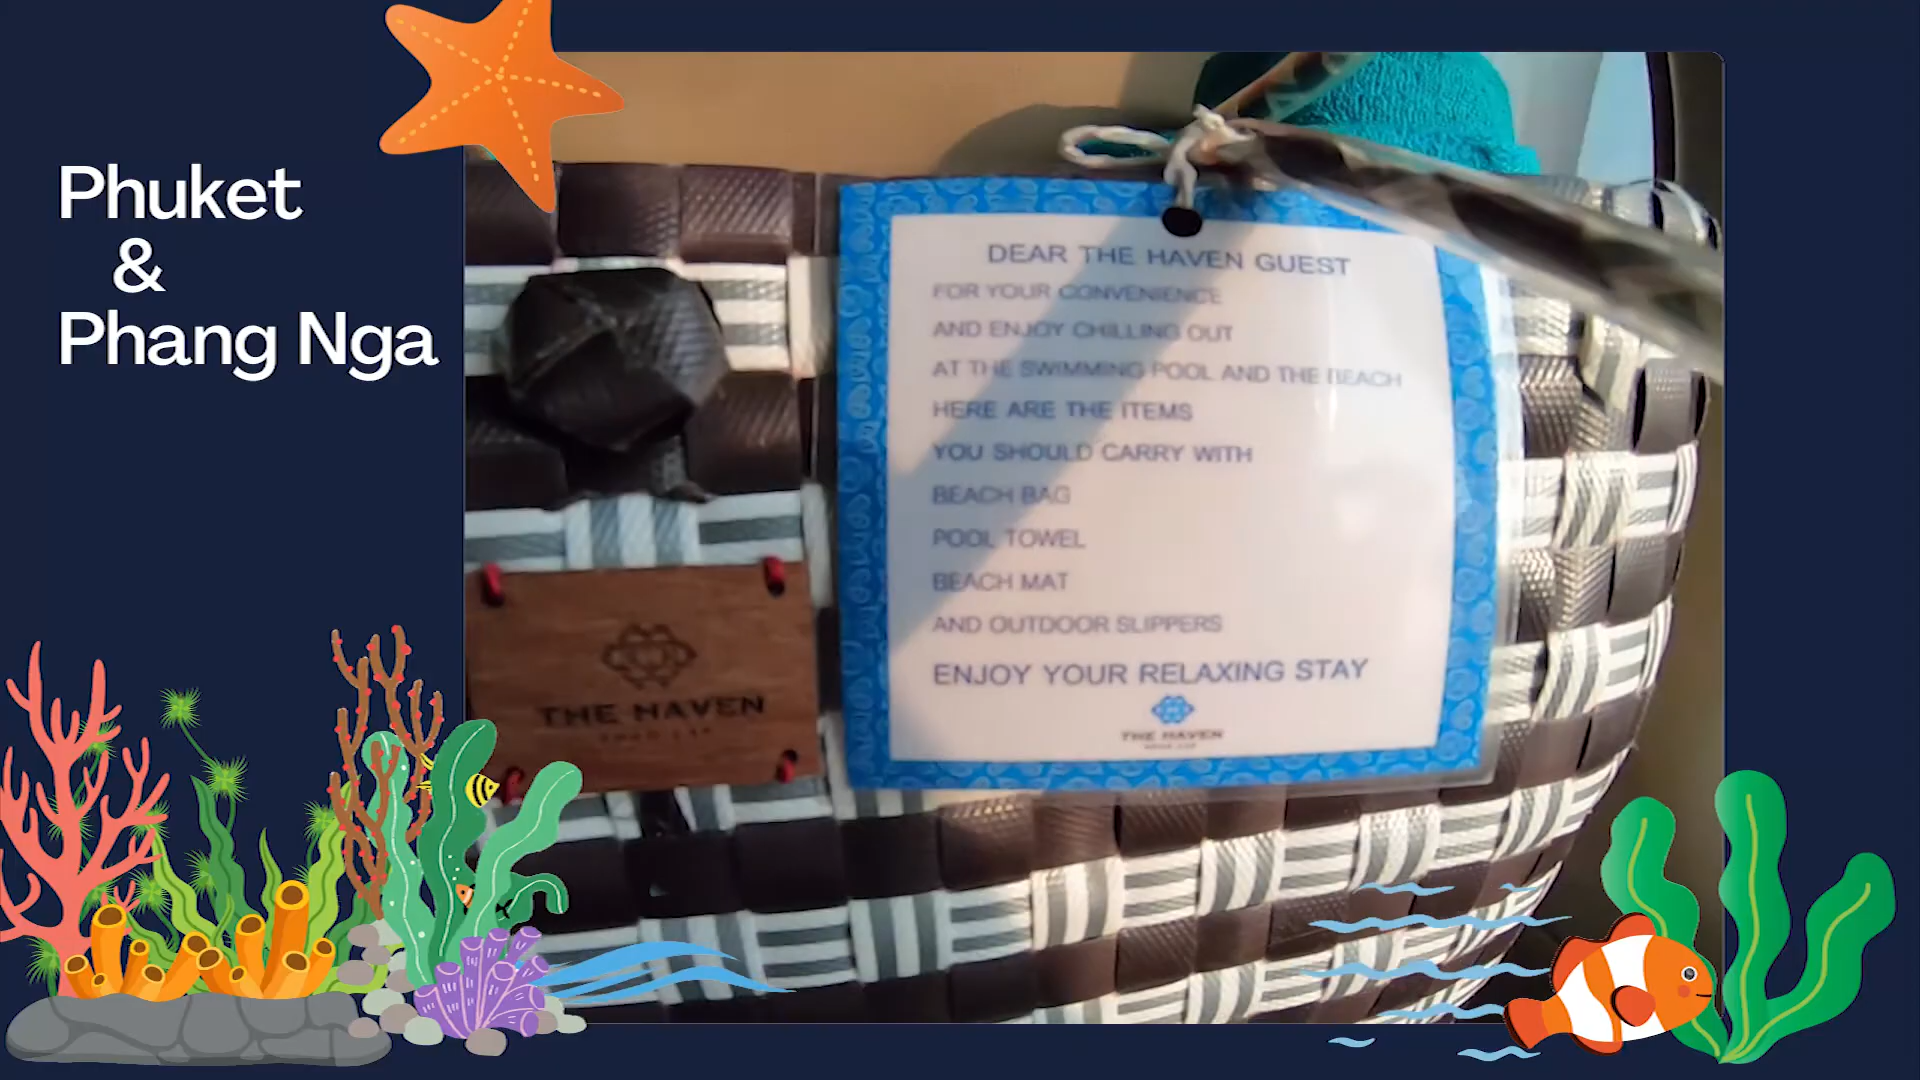 Phuket
&
Phang Nga
DEAR THE HAVEN GUEST
FOR YOUR CONVENIENCE
AND ENJOY CHILLING OUT
AT THE SWIMMING POOL AND THE BEACH
HERE ARE THE ITEMS
YOU SHOULD CARRY WITH
BEACH BAG
POOL TOWEL
BEACH MAT
AND OUTDOOR SLIPPERS
ENJOY YOUR RELAXING STAY
THE HAVEN
THE HAVEN